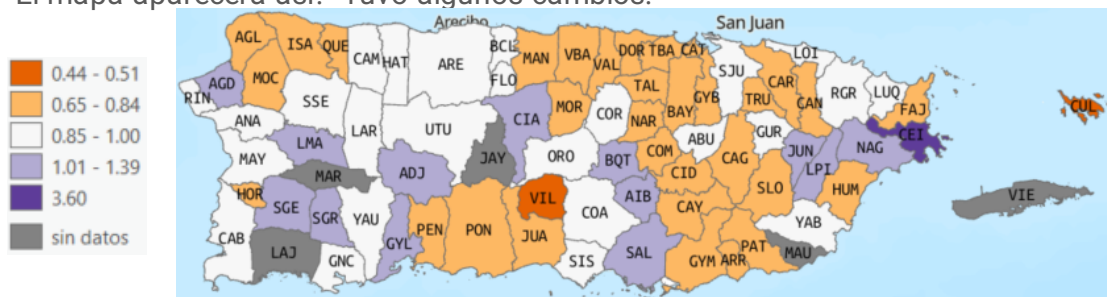 El mapa aparecerá así. Tuvo algunos cambios.
Arecibo
San Juan
0.44 - 0.51
0.65 - 0.84
0.85 - 1.00
1.01 - 1.39
3.60
sin datos
AGL
ISA
QUE
CAM
HAT
ARE
BCL
FLO
MAN
VBA
VAL
DOR
TBA
CAT
SJU
LOI
CAR
CAN
RGR
LUQ
FAJ
CUL
RIN
AGD
MOC
SSE
LAR
UTU
CIA
MOR
COR
TAL
NAR
BAY
GYB
TRU
CEI
ANA
LMA
MAY
MAR
ADJ
JAY
ORO
BQT
COM
ABU
CAG
GUR
JUN
LPI
NAG
HUM
HOR
SGE
SGR
YAU
GYL
PEN
PON
VIL
JUA
COA
AIB
CID
CAY
SLO
YAB
VIE
CAB
LAJ
GNC
SIS
SAL
GYM
ARR
PAT
MAU